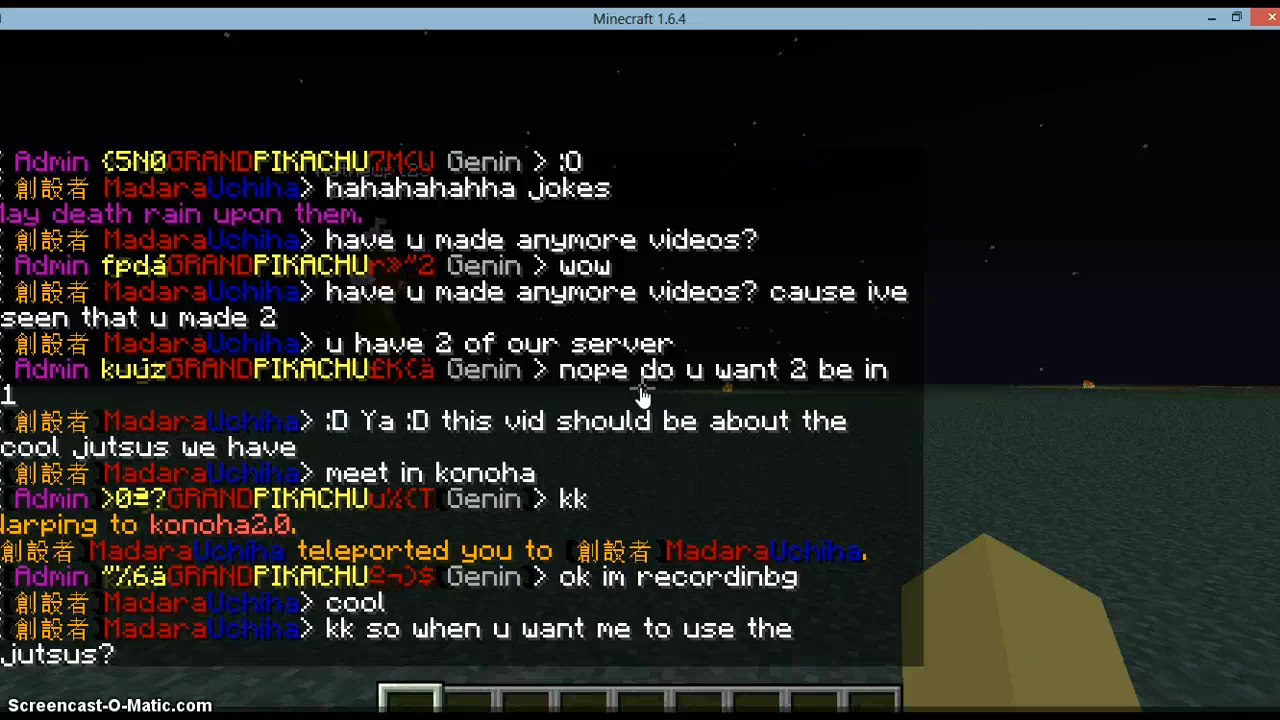 Minecraft 1.6.4
Admin GRANDPIKACHU Genin > :O
創設者 MadaraUchiha> hahahahahha jokes
May death rain upon them.
創設者 MadaraUchiha> have u made anymore videos?
Admin GRANDPIKACHU Genin > wow
創設者 MadaraUchiha> have u made anymore videos? cause ive
seen that u made 2
創設者 MadaraUchiha> u have 2 of our server
Admin GRANDPIKACHU Genin > nope do u want 2 be in
1
創設者 MadaraUchiha> :D Ya :D this vid should be about the
cool jutsus we have
創設者 MadaraUchiha> meet in konoha
Admin GRANDPIKACHU Genin > kk
Warping to konoha2.0.
創設者 MadaraUchiha teleported you to 創設者 MadaraUchiha.
Admin GRANDPIKACHU Genin > ok im recordinbg
創設者 MadaraUchiha> cool
創設者 MadaraUchiha> kk so when u want me to use the
jutsus?
Screencast-O-Matic.com